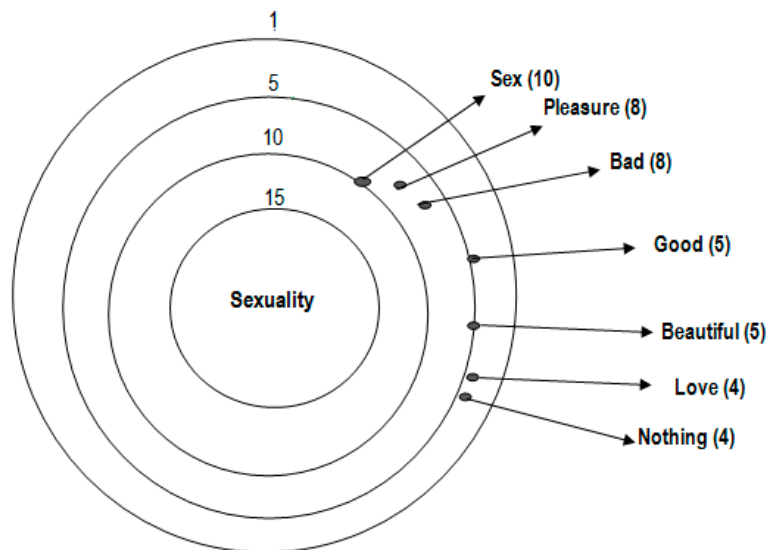 1
5
10
15
Sexuality
Sex (10)
Pleasure (8)
Bad (8)
Good (5)
Beautiful (5)
Love (4)
Nothing (4)